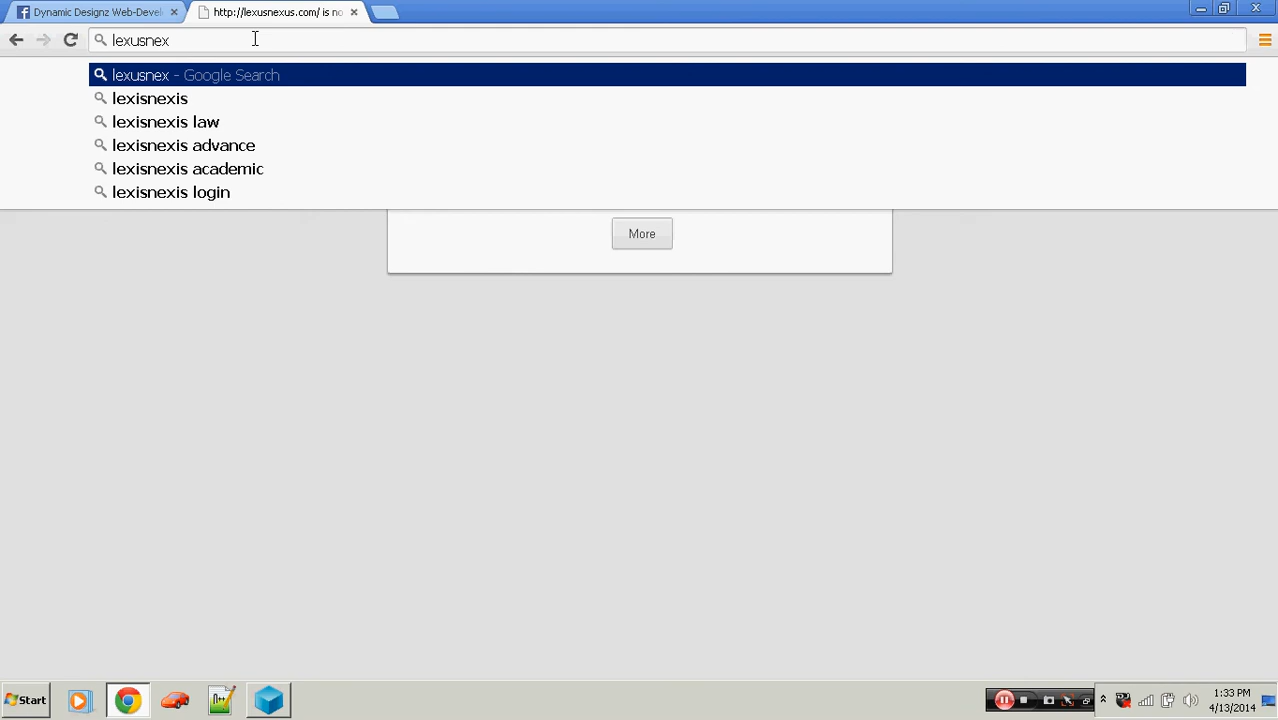 Dynamic Designz Web-Devel
http://lexusnexus.com/ is no
lexusnex
lexusnex - Google Search
lexisnexis
lexisnexis law
lexisnexis advance
lexisnexis academic
lexisnexis login
More
Start
1:33 PM
4/13/2014